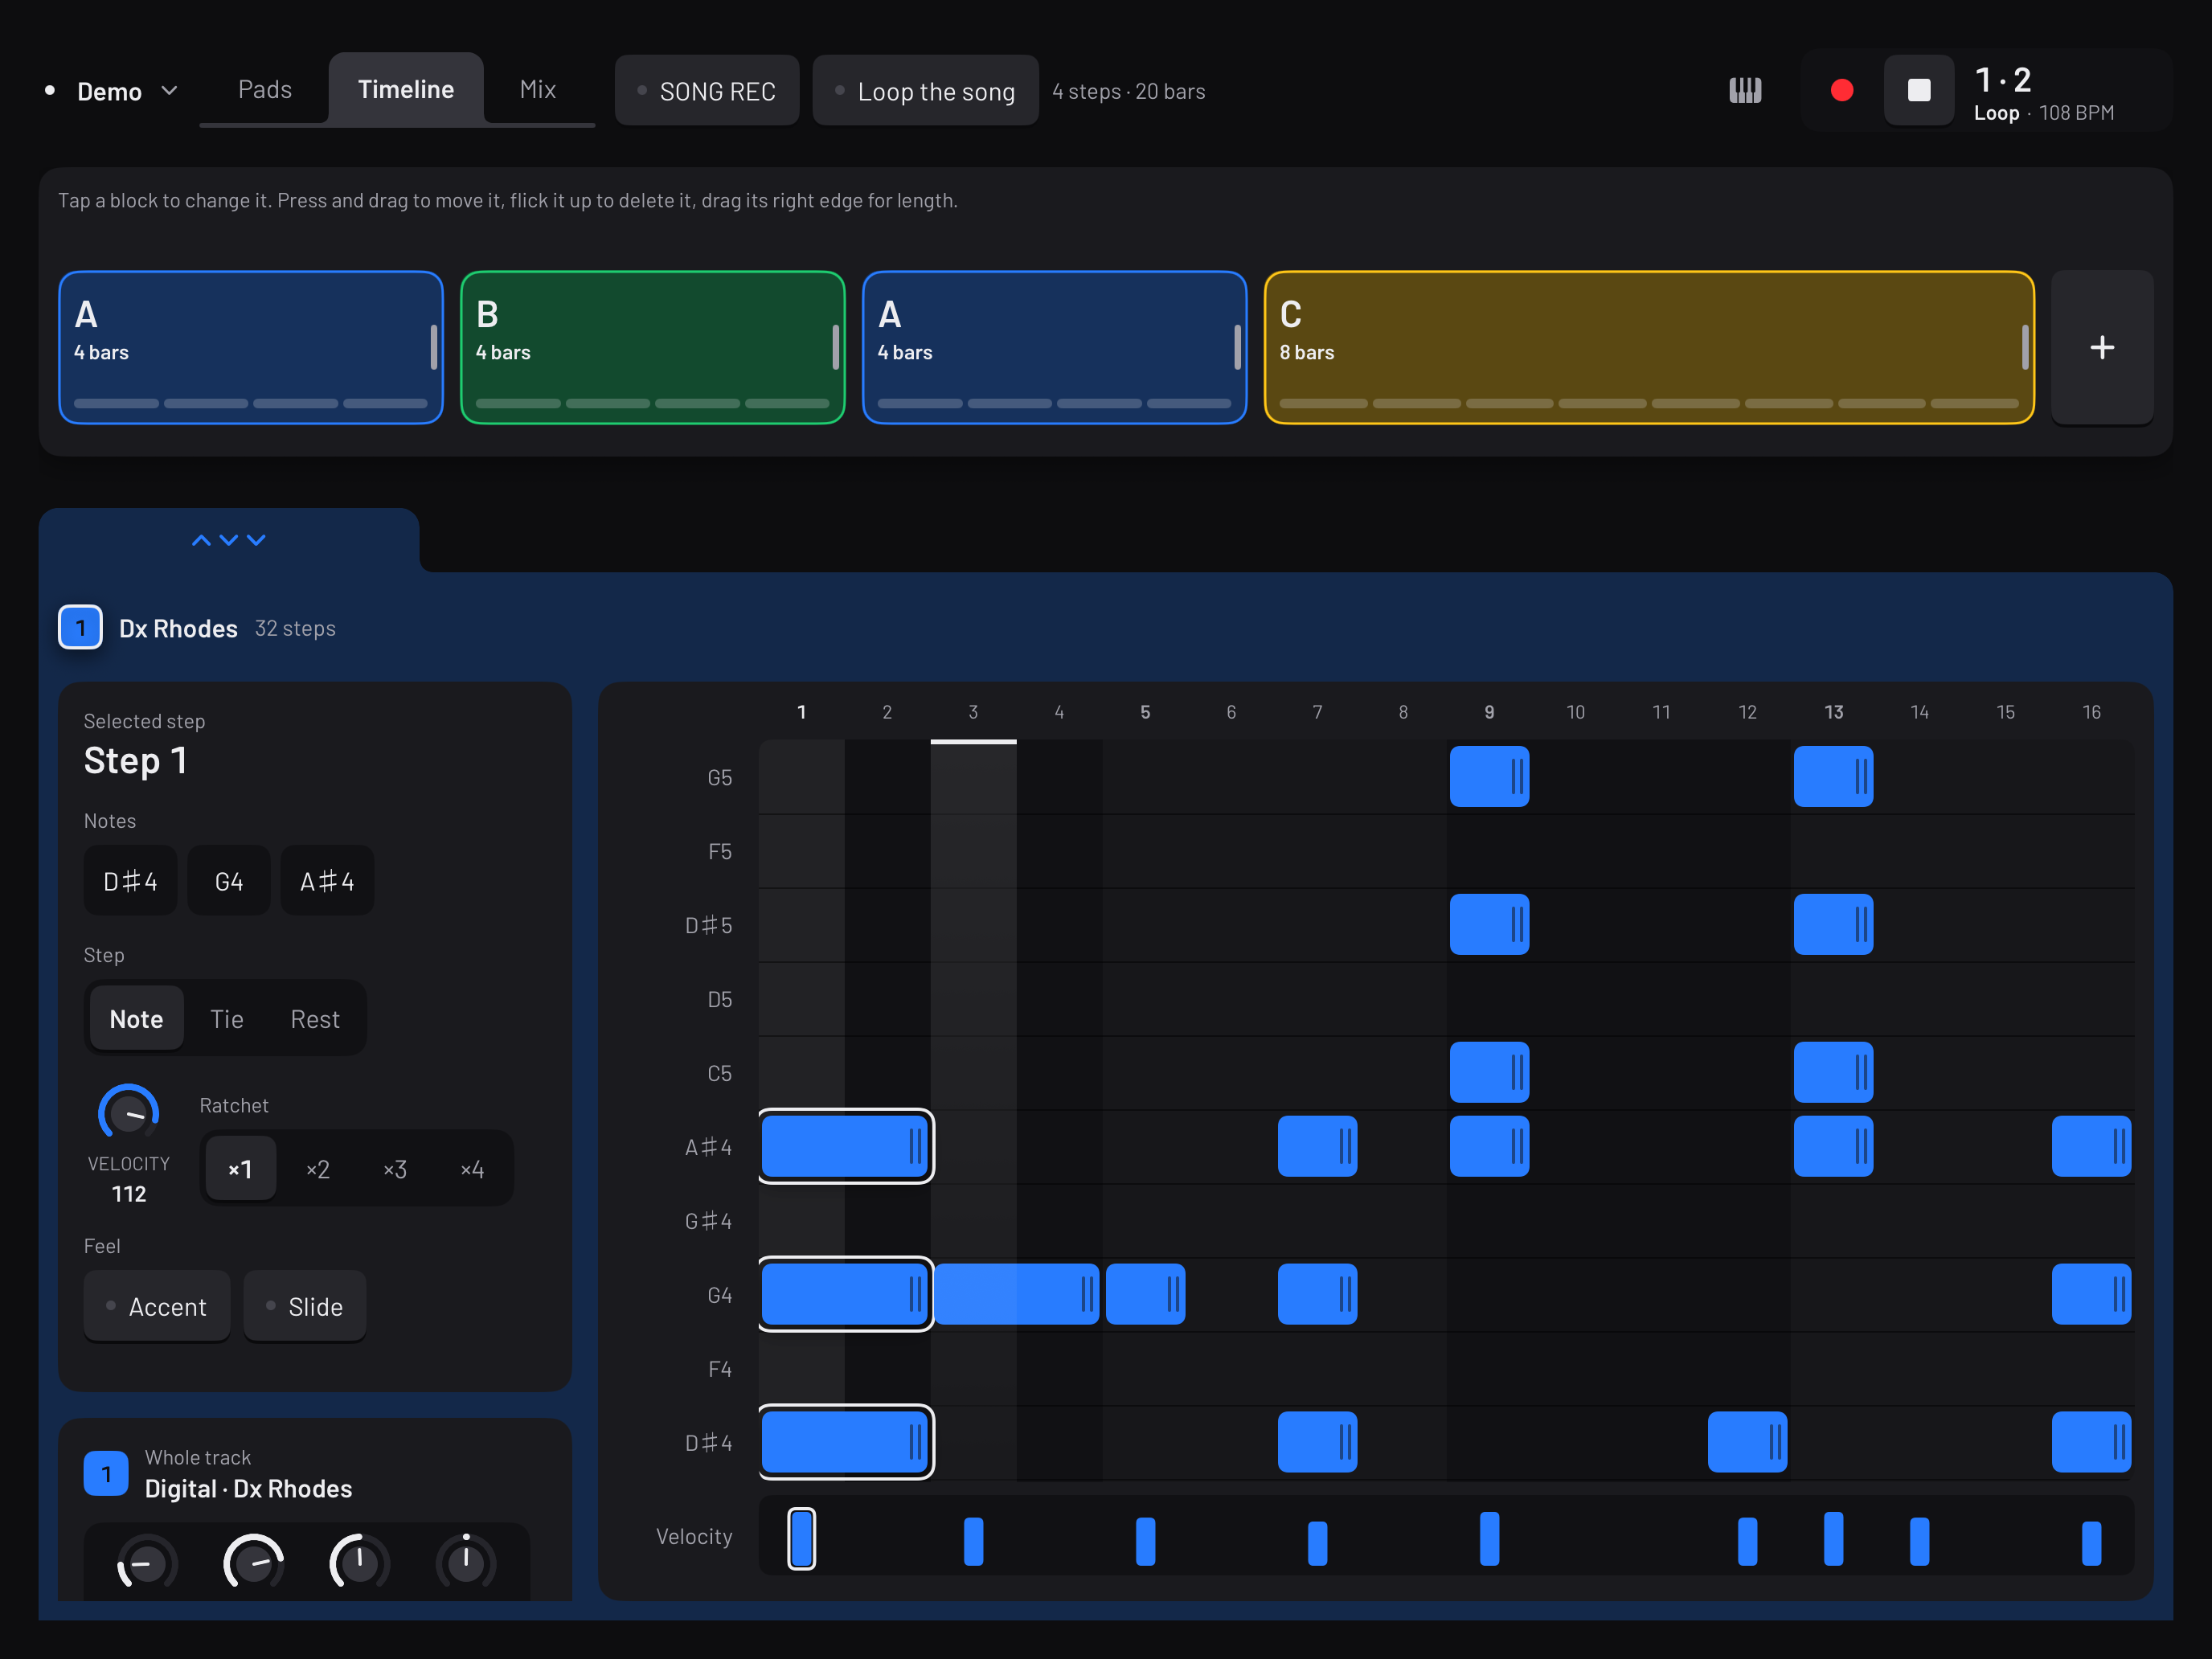 Demo
Pads
Timeline
Mix
SONG REC
Loop the song
4 steps · 20 bars
1 · 2
Loop · 108 BPM
Tap a block to change it. Press and drag to move it, flick it up to delete it, drag its right edge for length.
A
4 bars
B
4 bars
A
4 bars
C
8 bars
+
1 Dx Rhodes 32 steps
Selected step
Step 1
Notes
D♯4 G4 A♯4
Step
Note Tie Rest
Ratchet
×1 ×2 ×3 ×4
VELOCITY
112
Feel
Accent Slide
1
Whole track
Digital · Dx Rhodes
1 2 3 4 5 6 7 8 9 10 11 12 13 14 15 16
G5
F5
D♯5
D5
C5
A♯4
G♯4
G4
F4
D♯4
Velocity